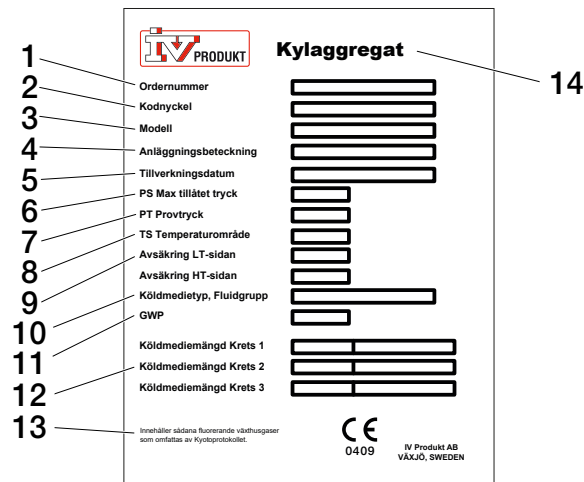 IV PRODUKT
Kylaggregat
14
1 Ordernummer
2 Kodnyckel
3 Modell
4 Anläggningsbeteckning
5 Tillverkningsdatum
6 PS Max tillåtet tryck
7 PT Provtryck
8 TS Temperaturområde
9 Avsäkring LT-sidan
Avsäkring HT-sidan
10 Köldmedietyp, Fluidgrupp
11 GWP
Köldmediemängd Krets 1
12 Köldmediemängd Krets 2
Köldmediemängd Krets 3
13 Innehåller sådana fluorerande växthusgaser
som omfattas av Kyotoprotokollet.
CE
0409
IV Produkt AB
VÄXJÖ, SWEDEN